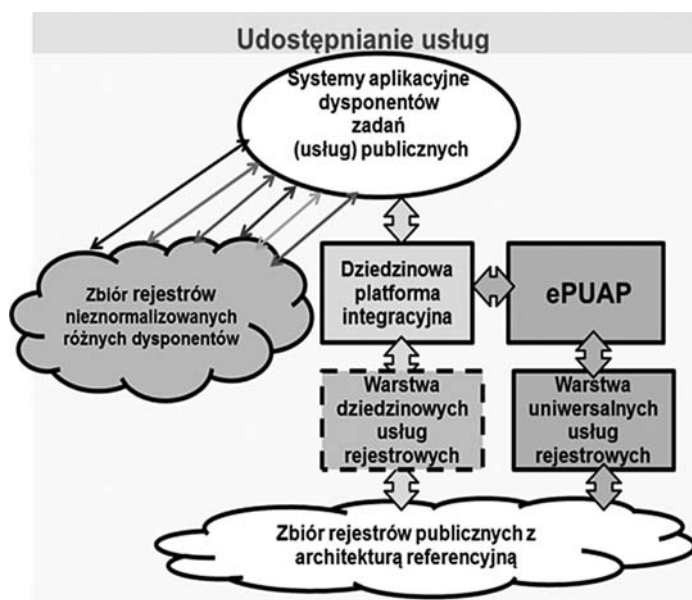 Udostępnianie usług
Systemy aplikacyjne
dysponentów
zadań
(usług) publicznych
Zbiór rejestrów
nieznormalizowanych
różnych dysponentów
Dziedzinowa
platforma
integracyjna
ePUAP
Warstwa
dziedzinowych
usług
rejestrowych
Warstwa
uniwersalnych
usług
rejestrowych
Zbiór rejestrów publicznych z
architekturą referencyjną